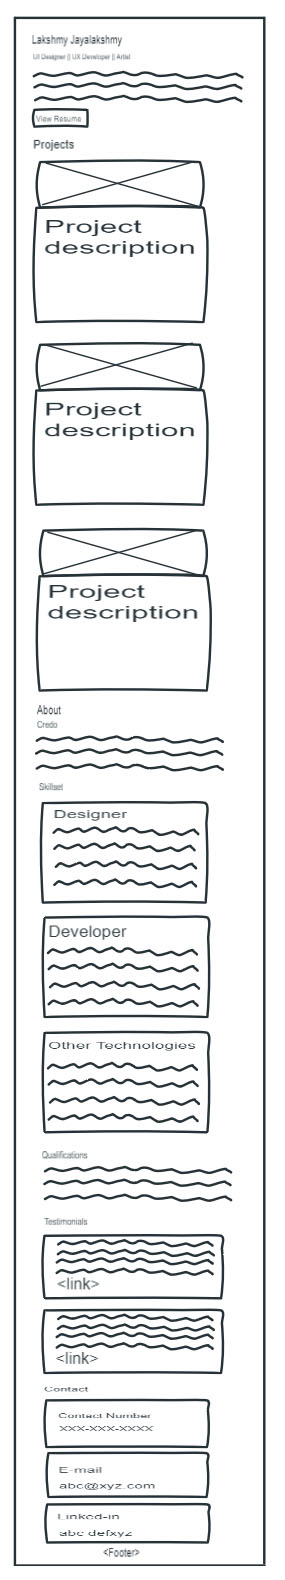 Lakshmy Jayalakshmy
UI Designer || UX Developer || Artist
View Resume
Projects
Project
description
Project
description
Project
description
About
Credo
Skillset
Designer
Developer
Other Technologies
Qualifications
Testimonials
<link>
<link>
Contact
Contact Number
XXX-XXX-XXXX
E-mail
abc@xyz.com
Linked-in
abc defxyz
<Footer>